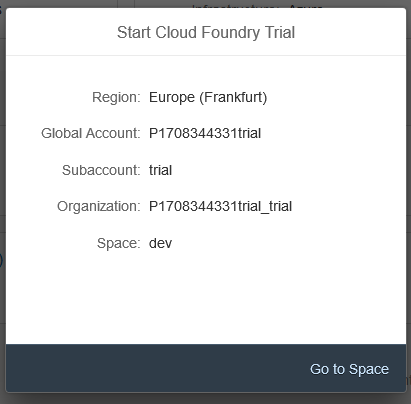 Start Cloud Foundry Trial
Region: Europe (Frankfurt)
Global Account: P1708344331trial
Subaccount: trial
Organization: P1708344331trial_trial
Space: dev
Go to Space